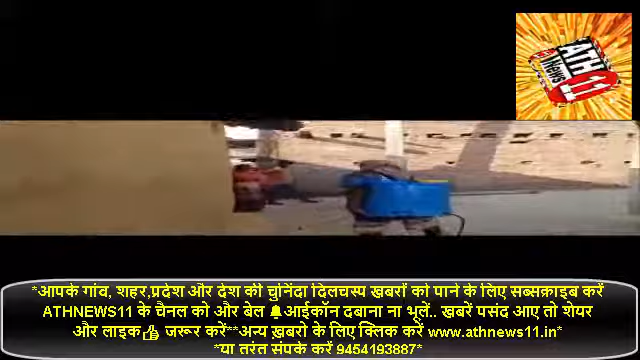 ATH
News
11
*आपके गांव, शहर,प्रदेश और देश की चुनिंदा दिलचस्प ख़बरों को पाने के लिए सब्सक्राइब करें
ATHNEWS11 के चैनल को और बेल 🔔आईकॉन दबाना ना भूलें.. ख़बरें पसंद आए तो शेयर
और लाइक👍 जरूर करें**अन्य ख़बरो के लिए क्लिक करें www.athnews11.in*
*या तुरंत संपर्क करें 9454193887*